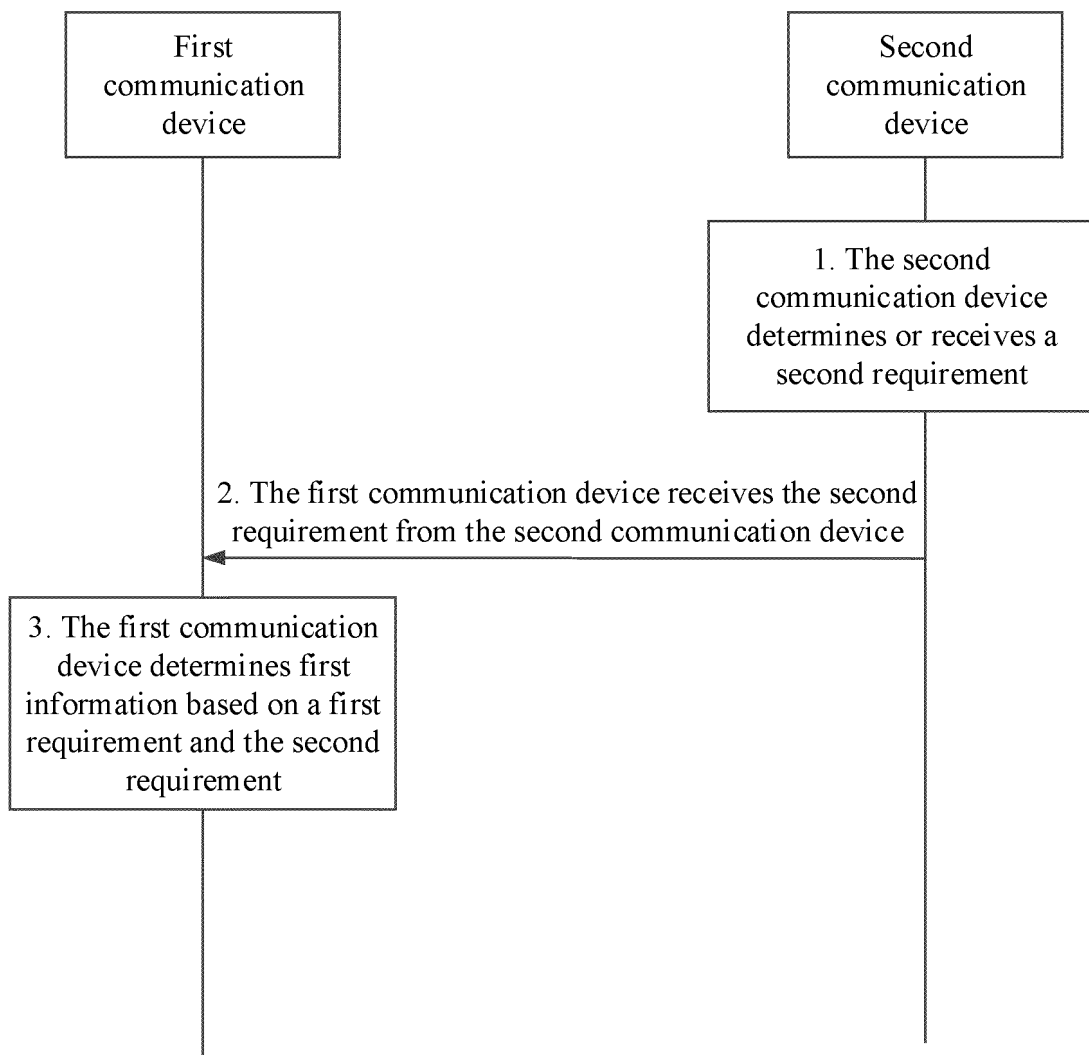 First
communication
device
Second
communication
device
1. The second
communication device
determines or receives a
second requirement
2. The first communication device receives the second
requirement from the second communication device
3. The first communication
device determines first
information based on a first
requirement and the second
requirement